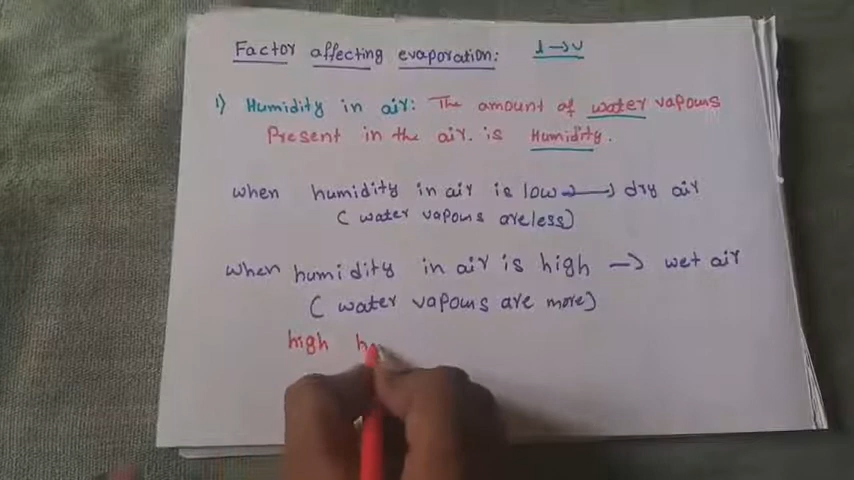 Factor affecting evaporation: l→v
1) Humidity in air: The amount of water vapours
Present in the air. is Humidity.
when humidity in air is low → dry air
( water vapours are less)
when humidity in air is high → wet air
( water vapours are more)
high h